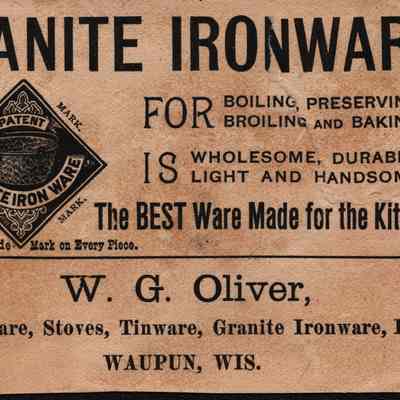 ANITE IRONWAR
MARK.
PATENT
E IRON WARE
MARK.
de Mark on Every Piece.
FOR BOILING, PRESERVIN
BROILING AND BAKIN
IS WHOLESOME, DURAB
LIGHT AND HANDSOM
The BEST Ware Made for the Kit
W. G. Oliver,
are, Stoves, Tinware, Granite Ironware,
WAUPUN, WIS.